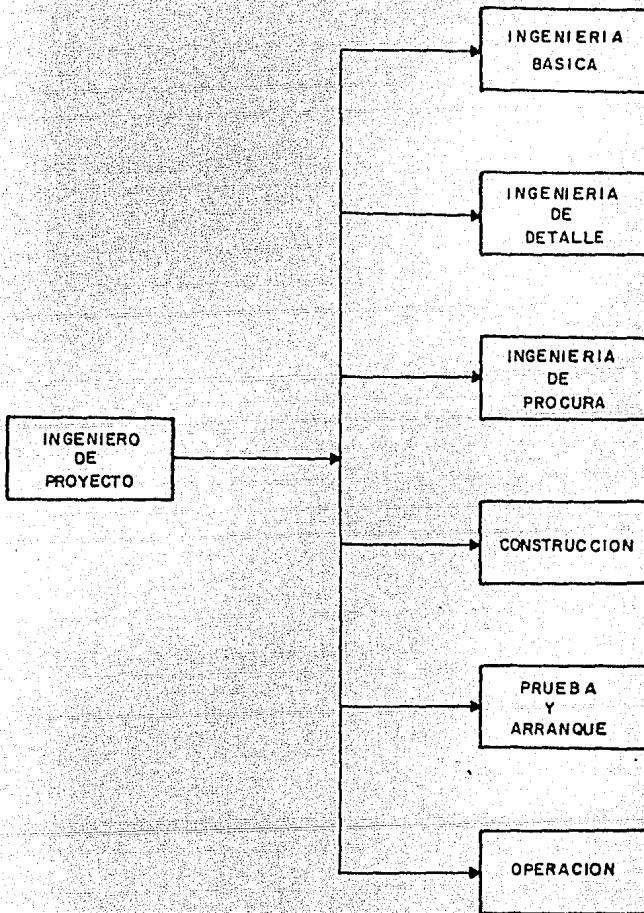 INGENIERIA
BASICA
INGENIERIA
DE
DETALLE
INGENIERIA
DE
PROCURA
INGENIERO
DE
PROYECTO
CONSTRUCCION
PRUEBA
Y
ARRANQUE
OPERACION